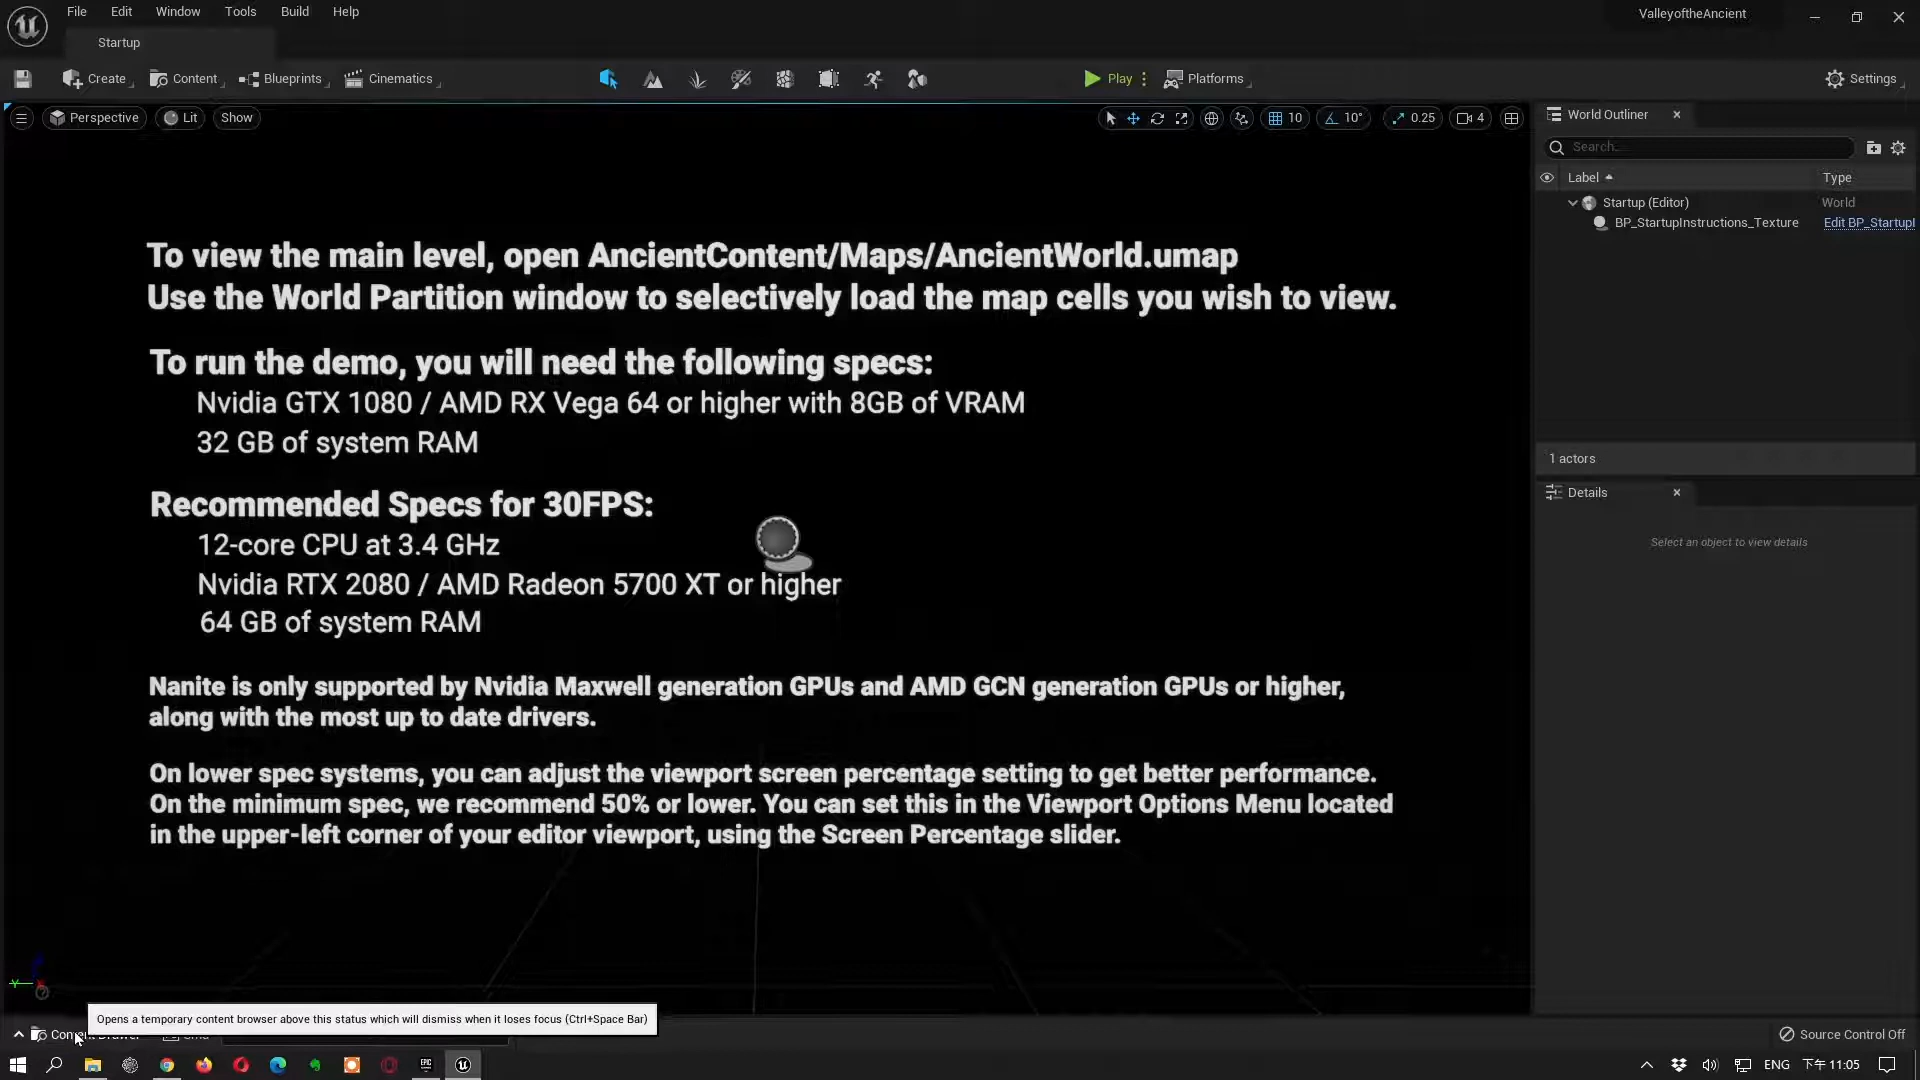 File Edit Window Tools Build Help
ValleyoftheAncient
Startup
Create Content Blueprints Cinematics Play Platforms Settings
Perspective Lit Show 10 10° 0.25 4
World Outliner
Search...
Label Type
Startup (Editor) World
BP_StartupInstructions_Texture Edit BP_StartupI
1 actors
Details
Select an object to view details
To view the main level, open AncientContent/Maps/AncientWorld.umap
Use the World Partition window to selectively load the map cells you wish to view.
To run the demo, you will need the following specs:
Nvidia GTX 1080 / AMD RX Vega 64 or higher with 8GB of VRAM
32 GB of system RAM
Recommended Specs for 30FPS:
12-core CPU at 3.4 GHz
Nvidia RTX 2080 / AMD Radeon 5700 XT or higher
64 GB of system RAM
Nanite is only supported by Nvidia Maxwell generation GPUs and AMD GCN generation GPUs or higher,
along with the most up to date drivers.
On lower spec systems, you can adjust the viewport screen percentage setting to get better performance.
On the minimum spec, we recommend 50% or lower. You can set this in the Viewport Options Menu located
in the upper-left corner of your editor viewport, using the Screen Percentage slider.
Opens a temporary content browser above this status which will dismiss when it loses focus (Ctrl+Space Bar)
Source Control Off
ENG 下午 11:05